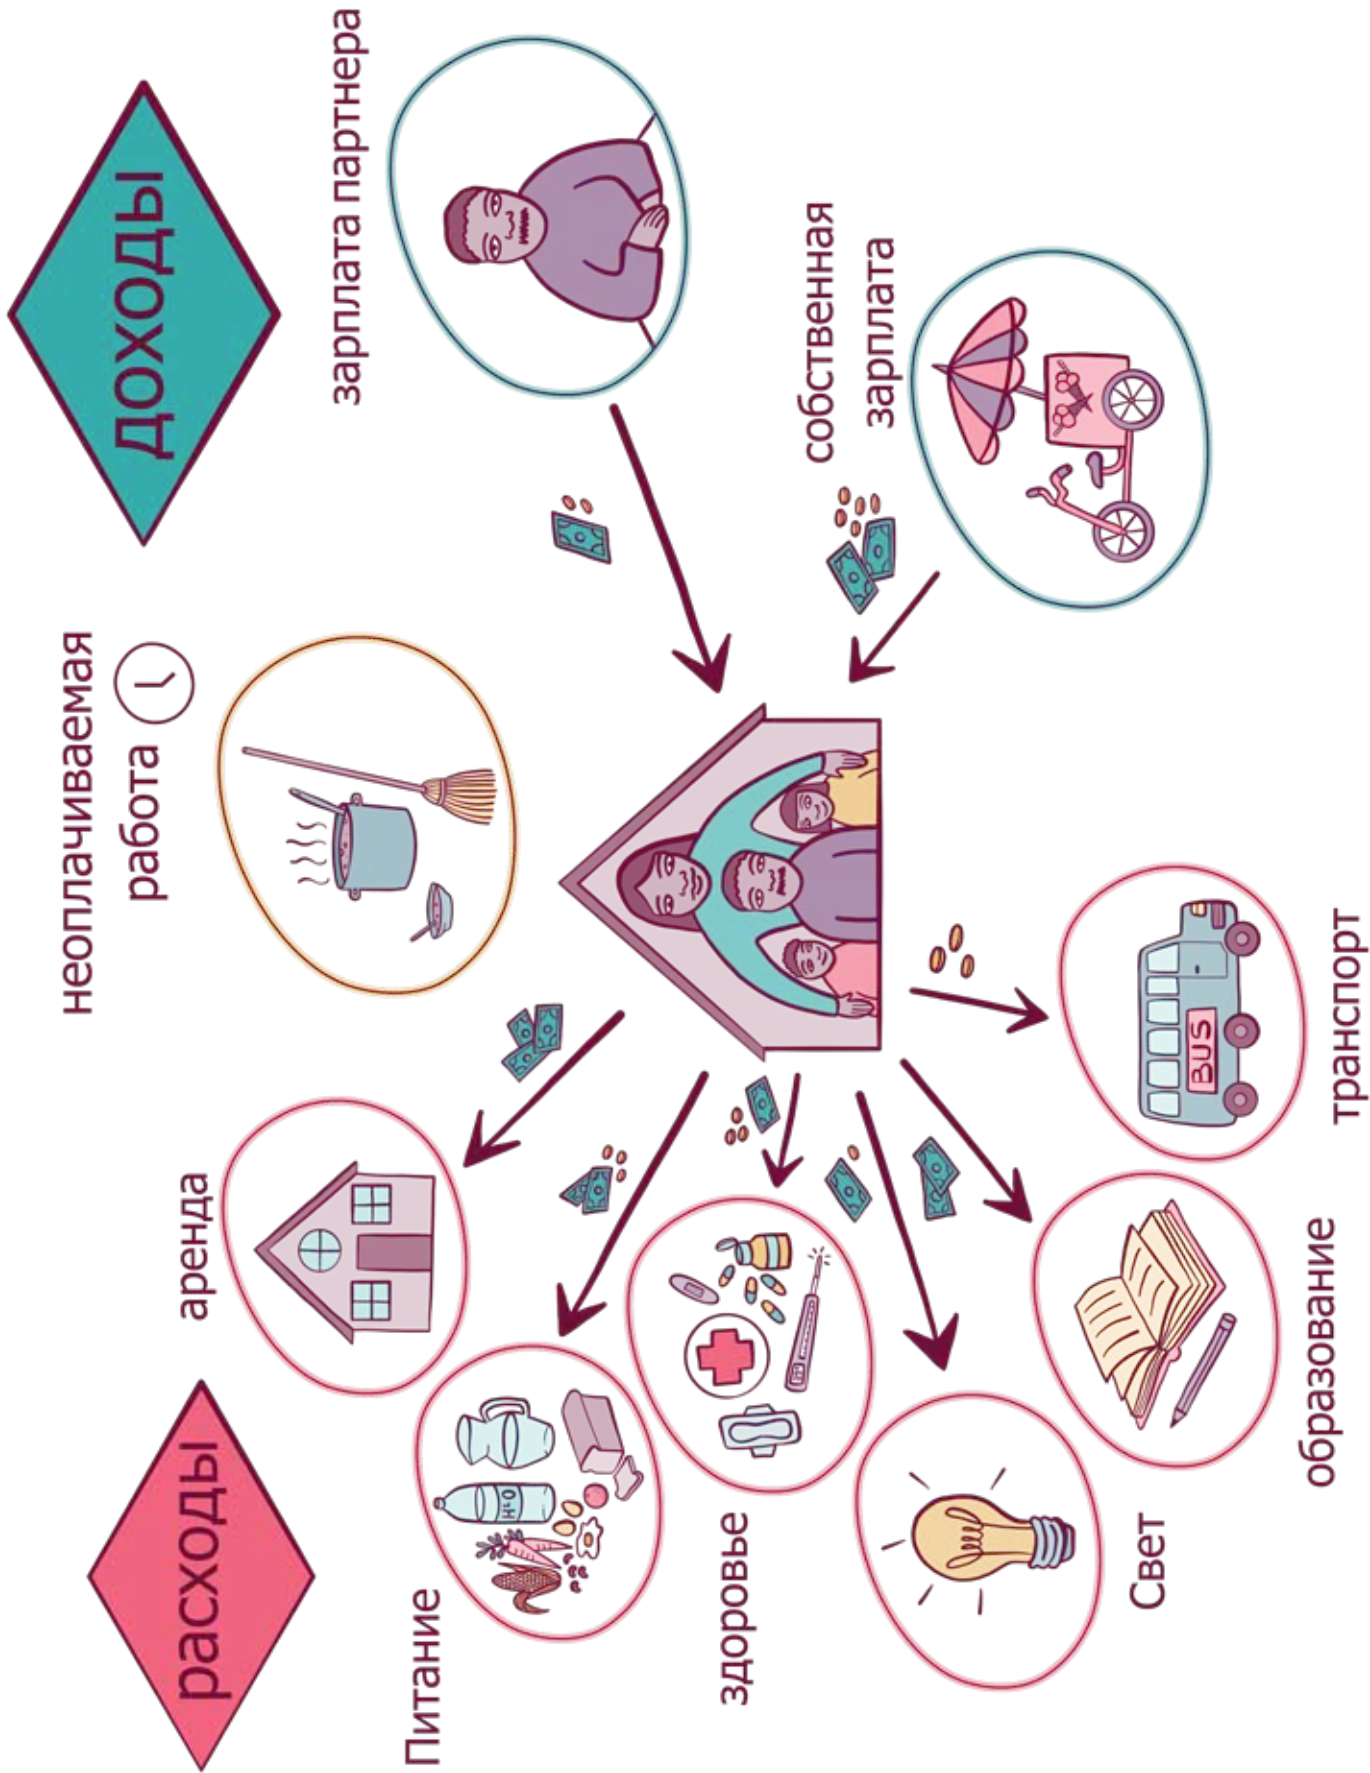 расходы
неоплачиваемая
работа
доходы
аренда
зарплата партнера
Питание
H2O
собственная
зарплата
здоровье
Свет
BUS
образование
транспорт